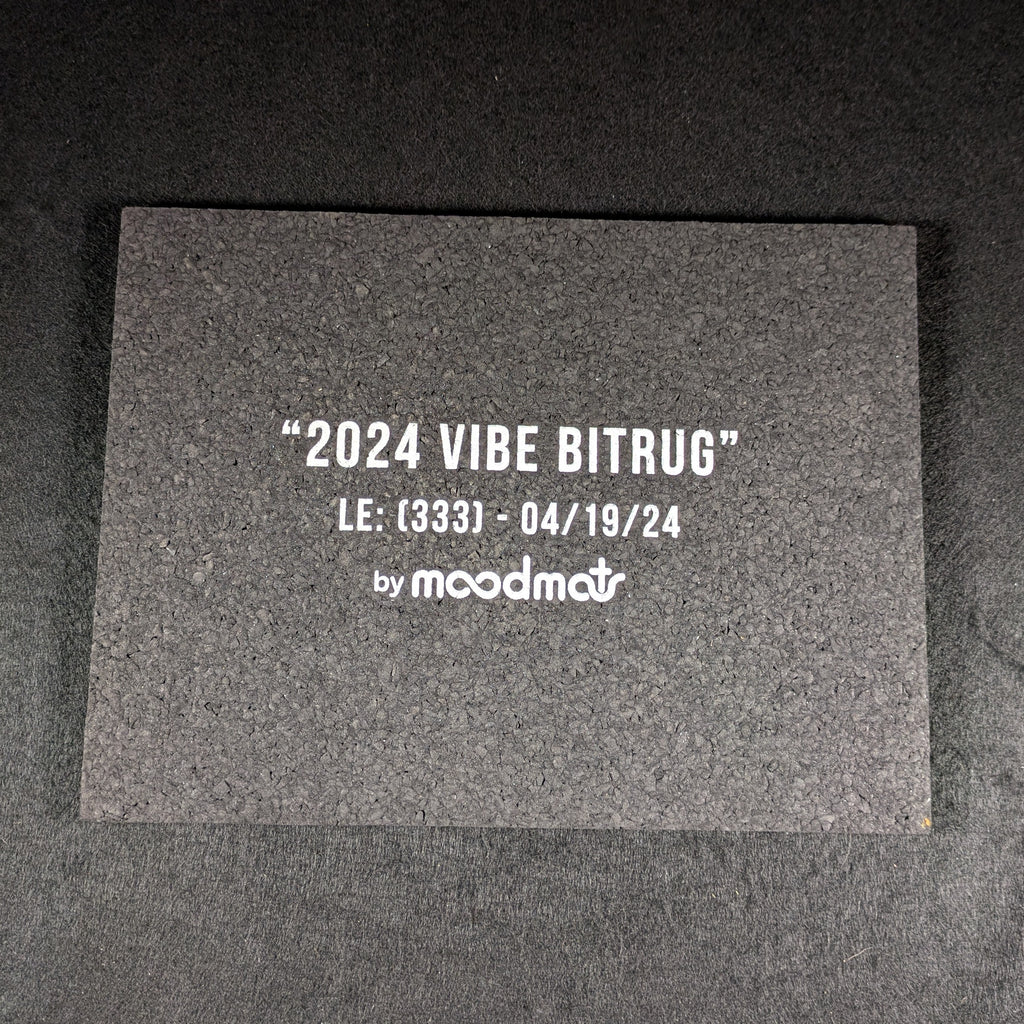 “2024 VIBE BITRUG”
LE: (333) - 04/19/24
by moodmats